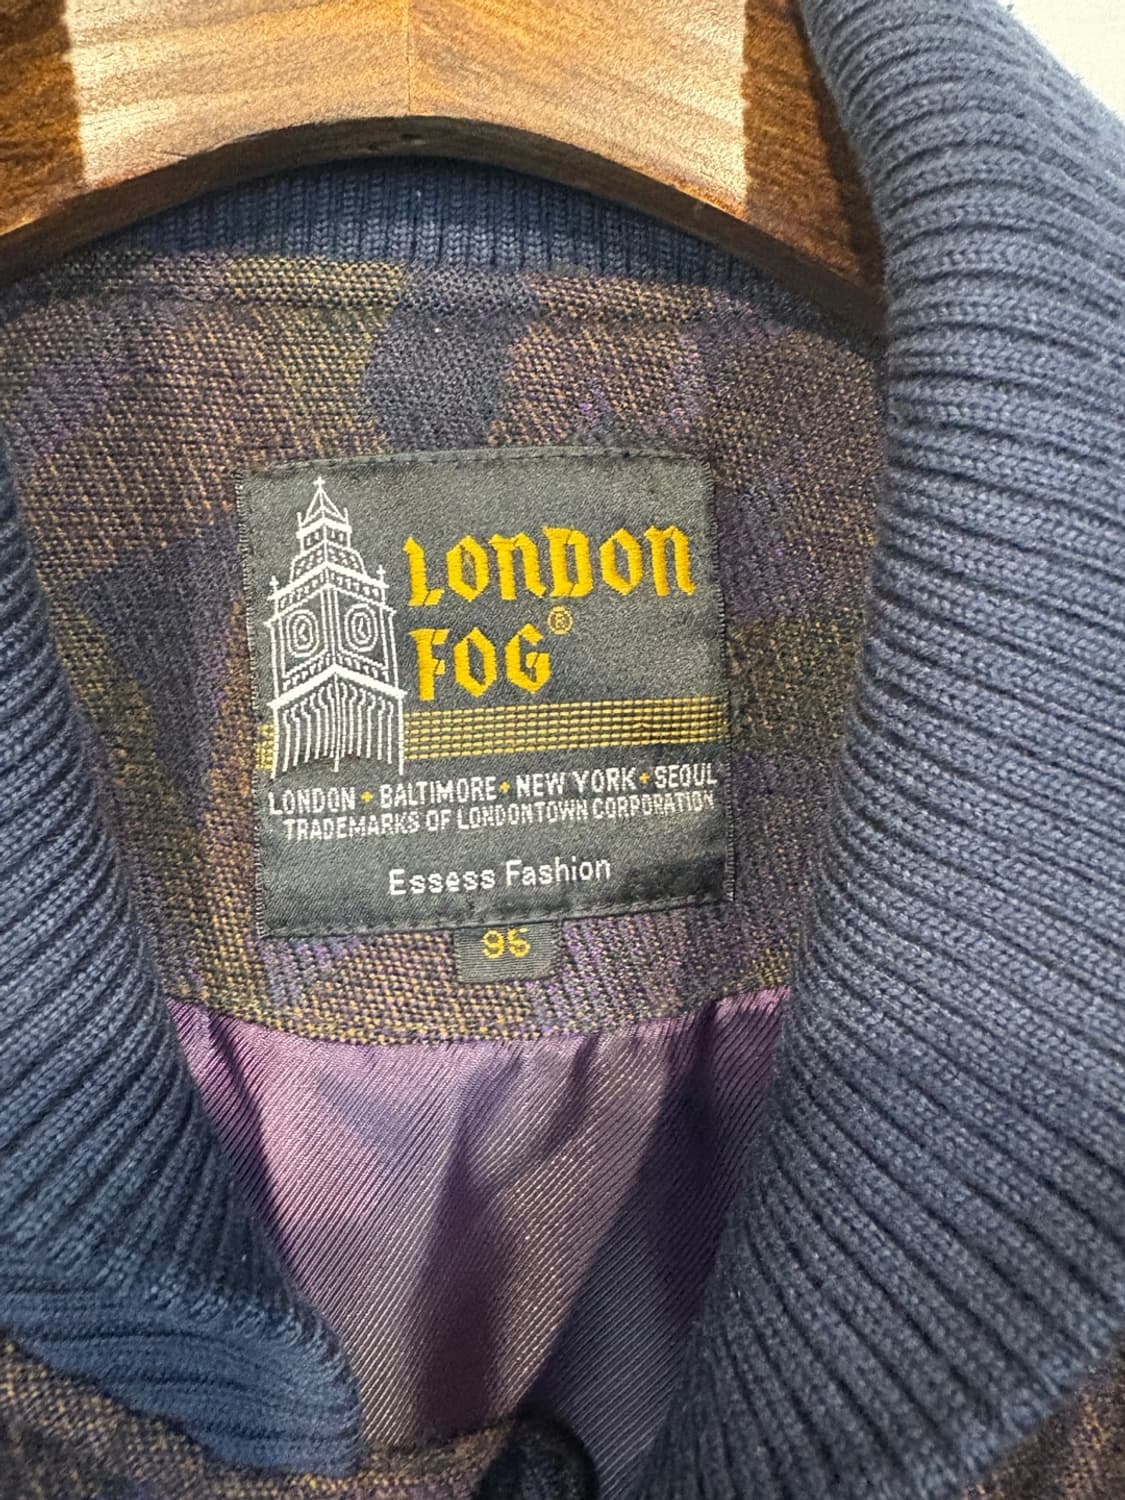 LONDON
FOG®
LONDON + BALTIMORE + NEW YORK + SEOUL
TRADEMARKS OF LONDONTOWN CORPORATION
Essess Fashion
95